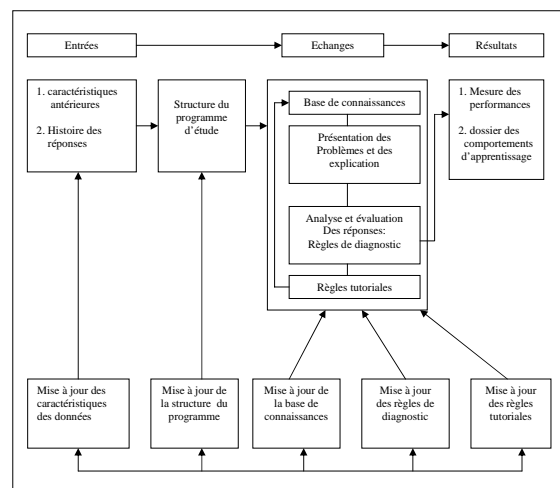 Entrées
Echanges
Résultats
1. caractéristiques
antérieures
2. Histoire des
réponses
Structure du
programme
d'étude
Base de connaissances
Présentation des
Problèmes et des
explication
Analyse et évaluation
Des réponses:
Règles de diagnostic
Règles tutoriales
1. Mesure des
performances
2. dossier des
comportements
d'apprentissage
Mise à jour des
caractéristiques
des données
Mise à jour de
la structure du
programme
Mise à jour de
la base de
connaissances
Mise à jour
des règles de
diagnostic
Mise à jour
des règles
tutoriales